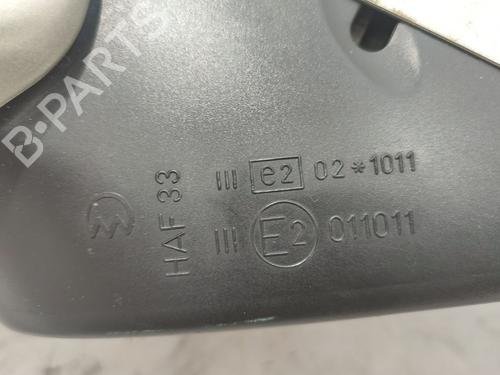 B-PARTS
HAF 33
III e2 02*1011
III E2 011011